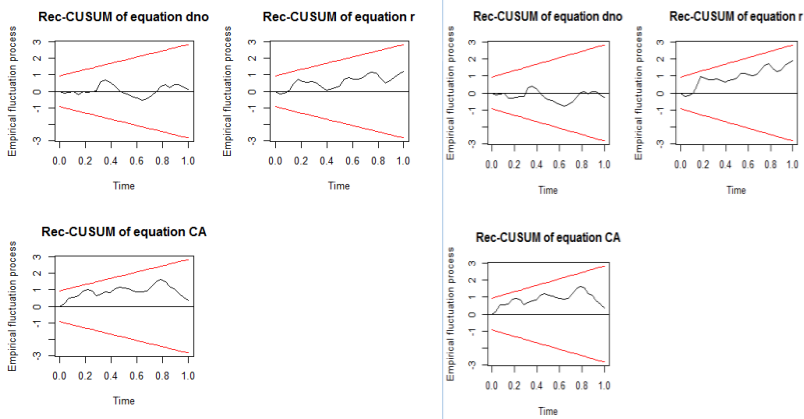 Rec-CUSUM of equation dno
Empirical fluctuation process
3
2
1
0
-1
-3
0.0 0.2 0.4 0.6 0.8 1.0
Time
Rec-CUSUM of equation r
Empirical fluctuation process
3
2
1
0
-1
-3
0.0 0.2 0.4 0.6 0.8 1.0
Time
Rec-CUSUM of equation CA
Empirical fluctuation process
3
2
1
0
-1
-3
0.0 0.2 0.4 0.6 0.8 1.0
Time
Rec-CUSUM of equation dno
Empirical fluctuation process
3
2
1
0
-1
-3
0.0 0.2 0.4 0.6 0.8 1.0
Time
Rec-CUSUM of equation r
Empirical fluctuation process
3
2
1
0
-1
-3
0.0 0.2 0.4 0.6 0.8 1.0
Time
Rec-CUSUM of equation CA
Empirical fluctuation process
3
2
1
0
-1
-3
0.0 0.2 0.4 0.6 0.8 1.0
Time